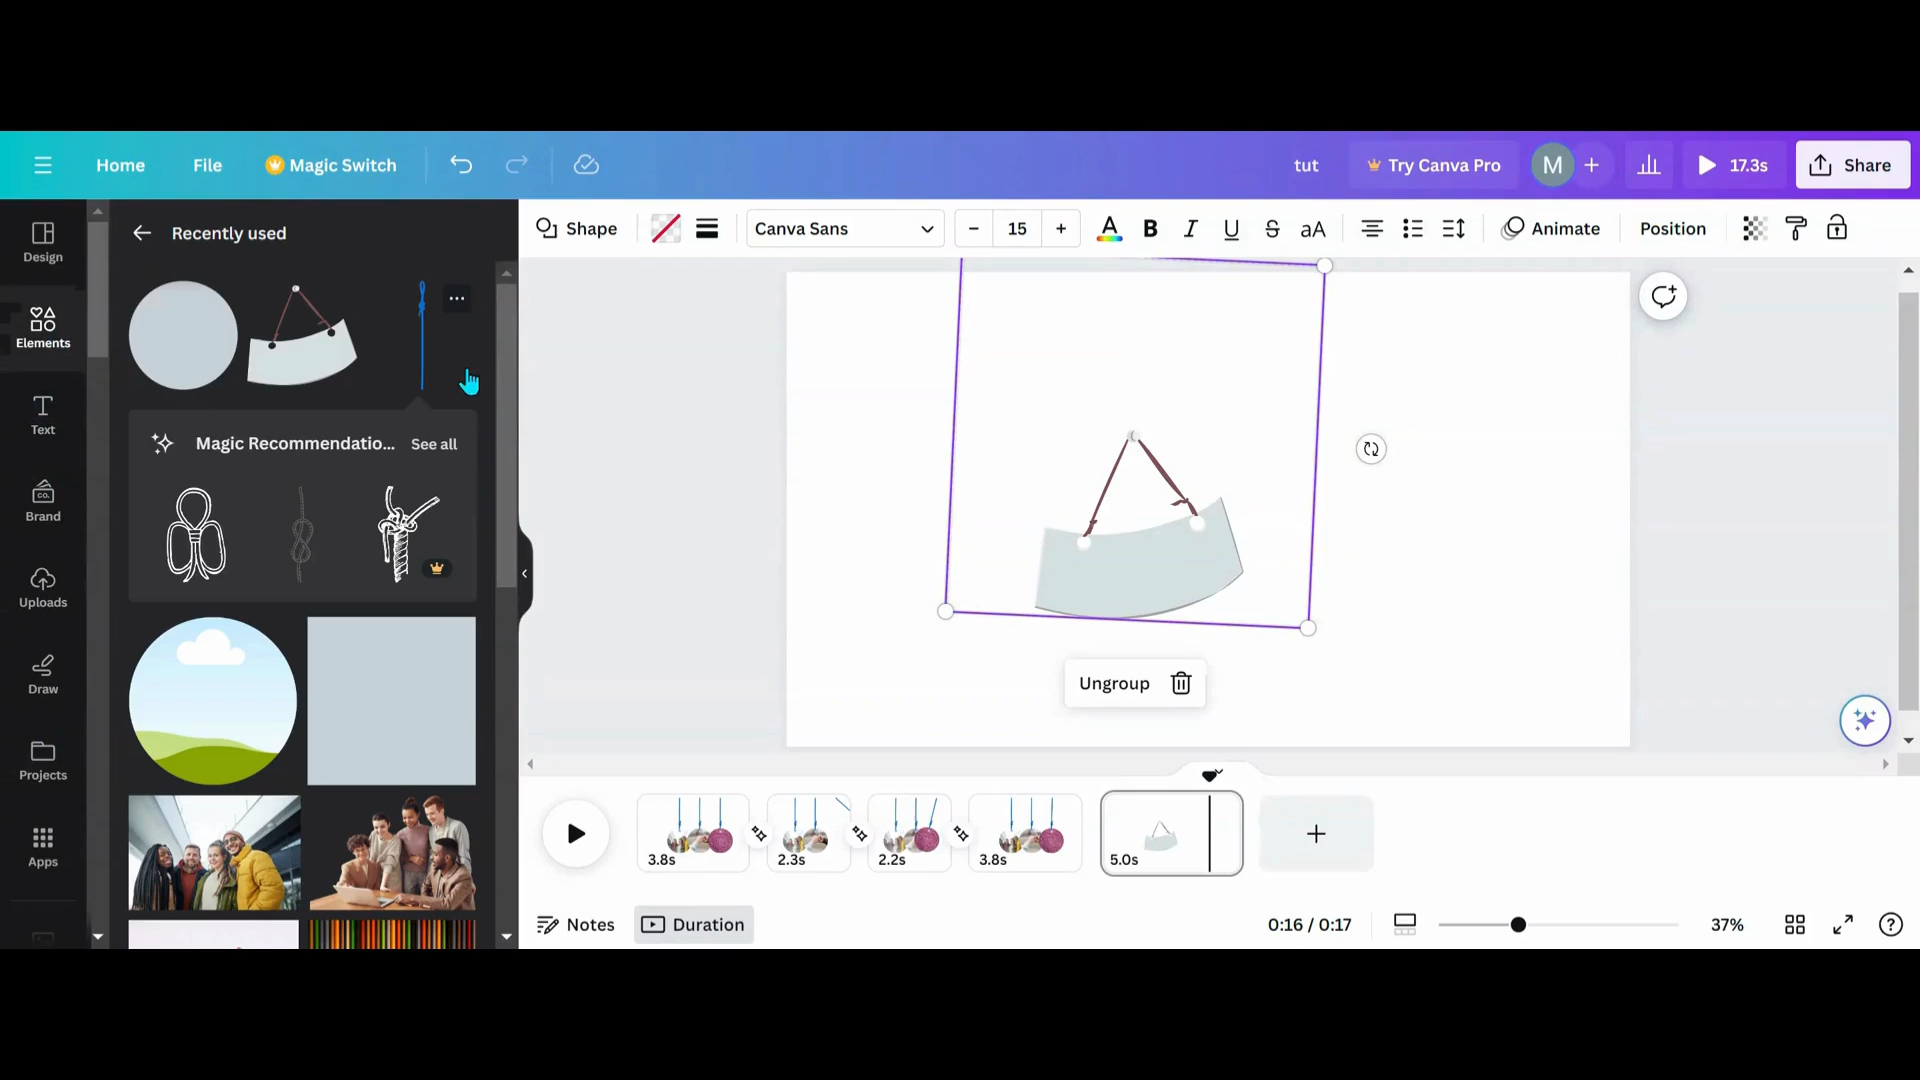 Home
File
Magic Switch
tut
Try Canva Pro
M
+
17.3s
Share
Design
Elements
Text
Brand
Uploads
Draw
Projects
Apps
Recently used
Magic Recommendatio...
See all
Shape
Canva Sans
– 15 +
A
B
I
U
S
aA
Animate
Position
Ungroup
3.8s
2.3s
2.2s
3.8s
5.0s
+
Notes
Duration
0:16 / 0:17
37%
?